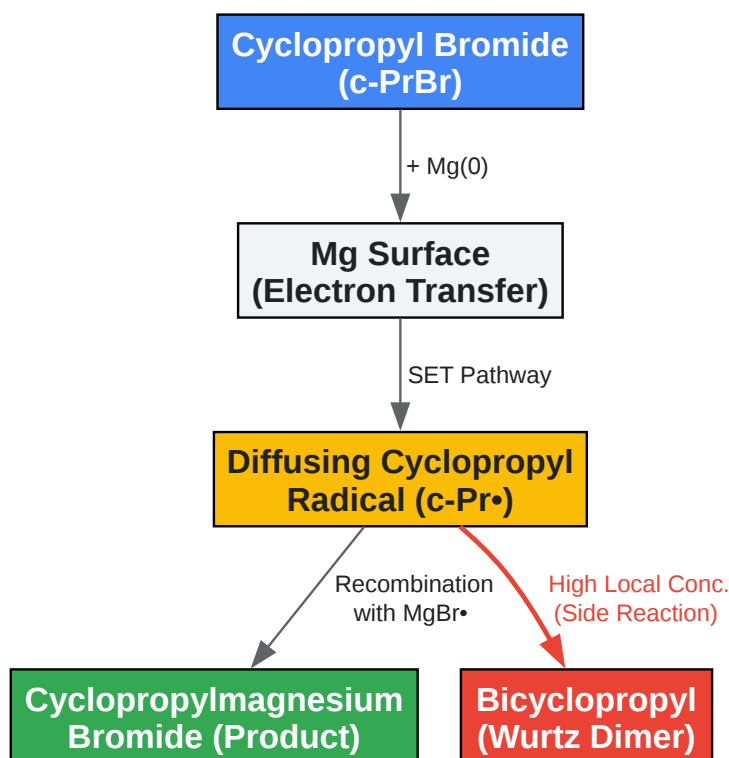 Cyclopropyl Bromide
(c-PrBr)
+ Mg(0)
Mg Surface
(Electron Transfer)
SET Pathway
Diffusing Cyclopropyl
Radical (c-Pr•)
Recombination
with MgBr•
High Local Conc.
(Side Reaction)
Cyclopropylmagnesium
Bromide (Product)
Bicyclopropyl
(Wurtz Dimer)